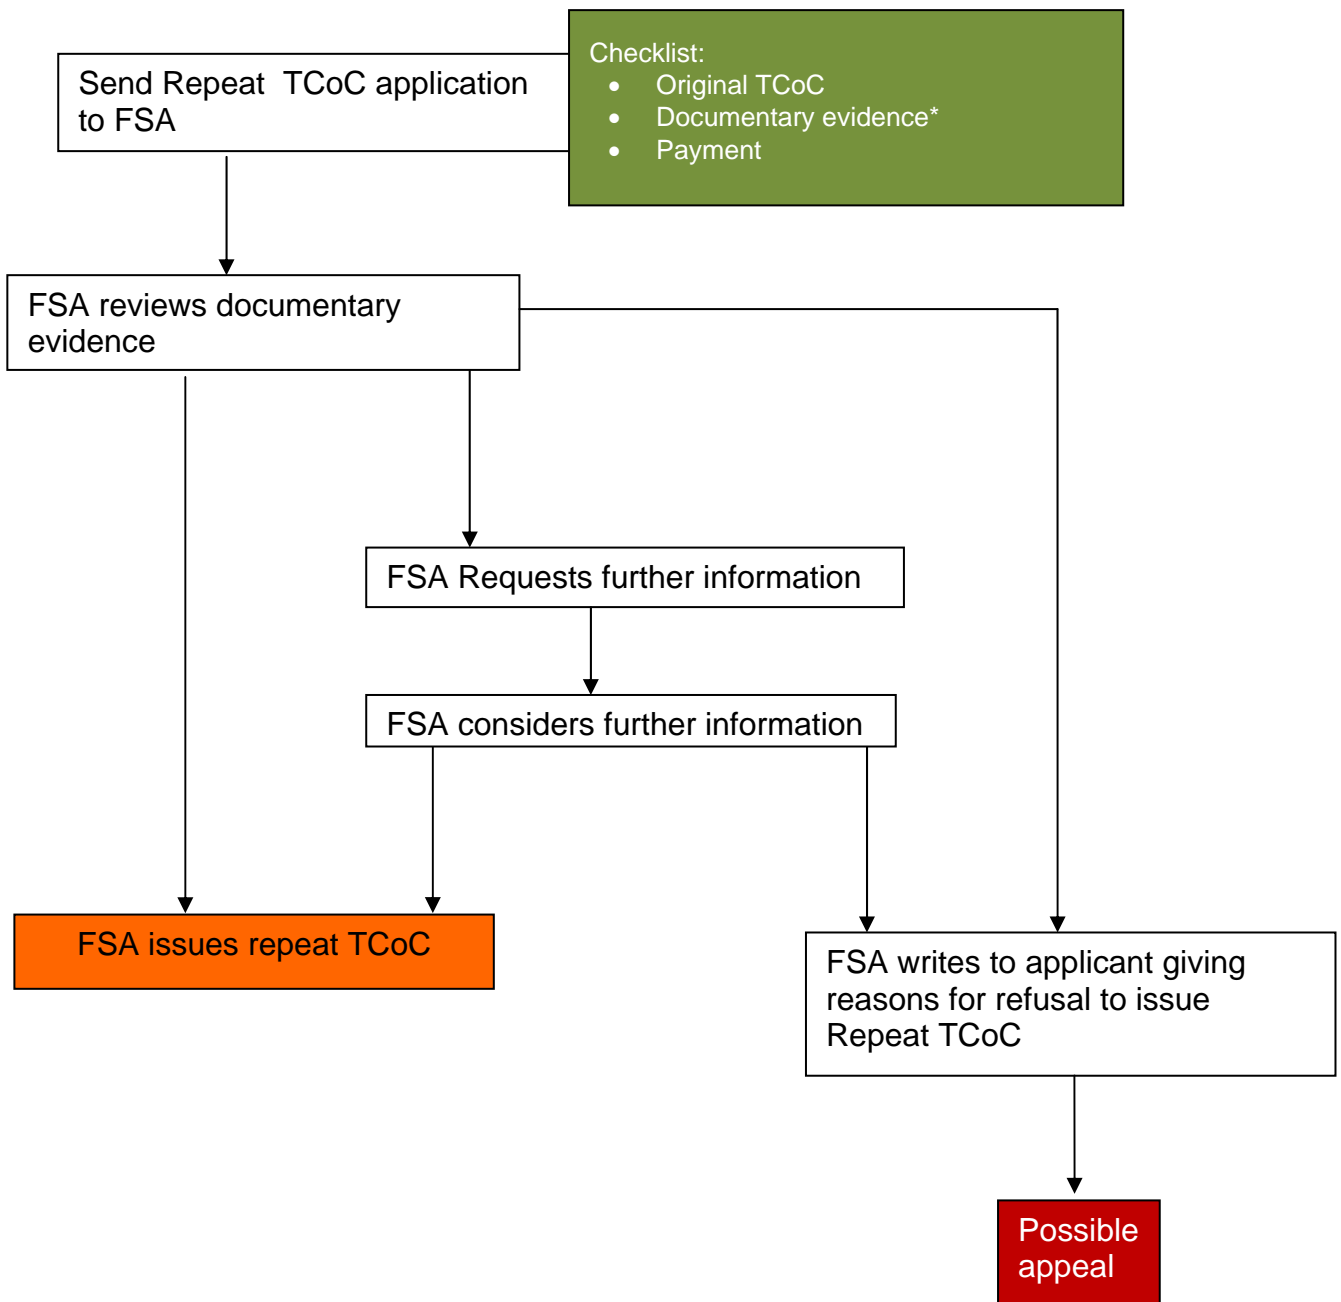 Send Repeat  TCoC application
to FSA
Checklist:
• Original TCoC
• Documentary evidence*
• Payment
FSA reviews documentary
evidence
FSA Requests further information
FSA considers further information
FSA issues repeat TCoC
FSA writes to applicant giving
reasons for refusal to issue
Repeat TCoC
Possible
appeal